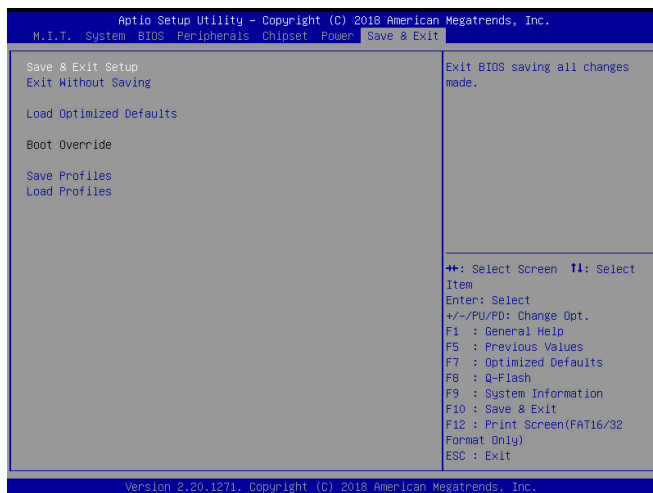 Aptio Setup Utility – Copyright (C) 2018 American Megatrends, Inc.
M.I.T. System BIOS Peripherals Chipset Power Save & Exit
Save & Exit Setup
Exit Without Saving
Load Optimized Defaults
Boot Override
Save Profiles
Load Profiles
Exit BIOS saving all changes
made.
→←: Select Screen ↑↓: Select
Item
Enter: Select
+/-/PU/PD: Change Opt.
F1 : General Help
F5 : Previous Values
F7 : Optimized Defaults
F8 : Q-Flash
F9 : System Information
F10 : Save & Exit
F12 : Print Screen(FAT16/32
Format Only)
ESC : Exit
Version 2.20.1271. Copyright (C) 2018 American Megatrends, Inc.